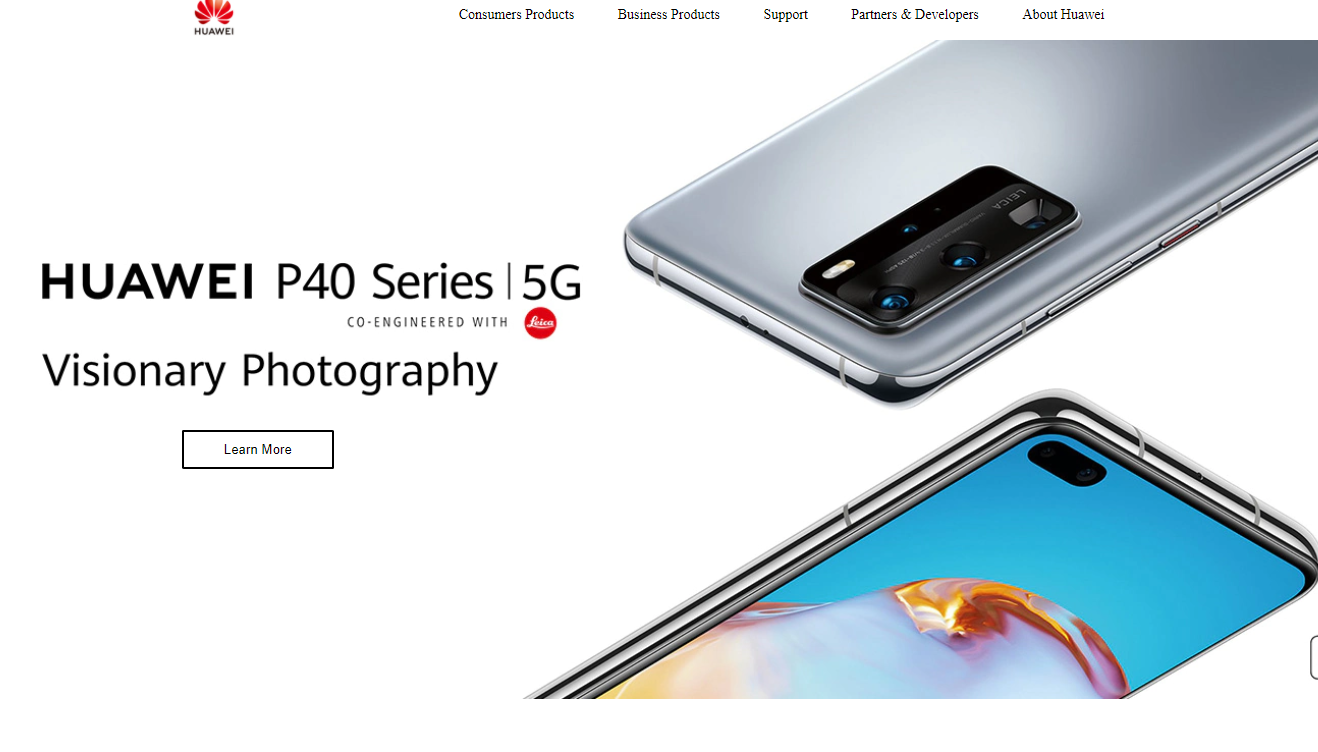 HUAWEI
Consumers Products
Business Products
Support
Partners & Developers
About Huawei
HUAWEI P40 Series | 5G
CO-ENGINEERED WITH Leica
Visionary Photography
Learn More
LEICA